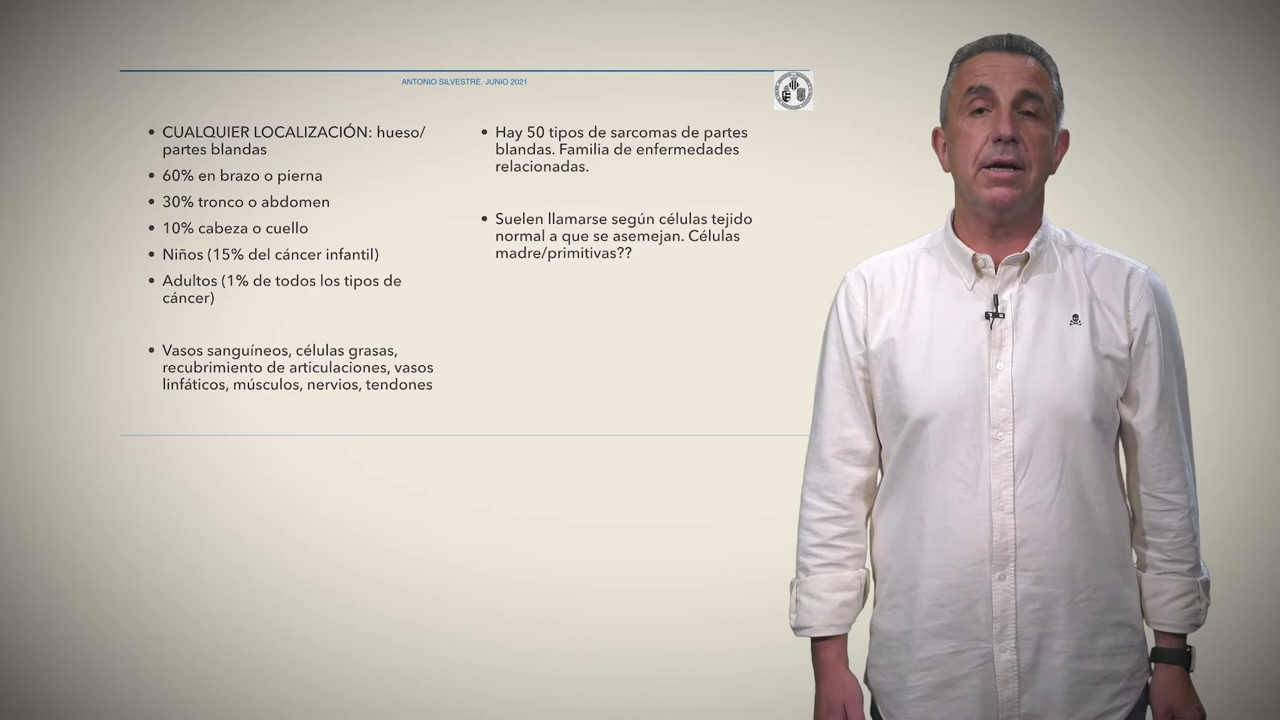 ANTONIO SILVESTRE. JUNIO 2021
• CUALQUIER LOCALIZACIÓN: hueso/
partes blandas
• 60% en brazo o pierna
• 30% tronco o abdomen
• 10% cabeza o cuello
• Niños (15% del cáncer infantil)
• Adultos (1% de todos los tipos de
cáncer)
• Vasos sanguíneos, células grasas,
recubrimiento de articulaciones, vasos
linfáticos, músculos, nervios, tendones
• Hay 50 tipos de sarcomas de partes
blandas. Familia de enfermedades
relacionadas.
• Suelen llamarse según células tejido
normal a que se asemejan. Células
madre/primitivas??